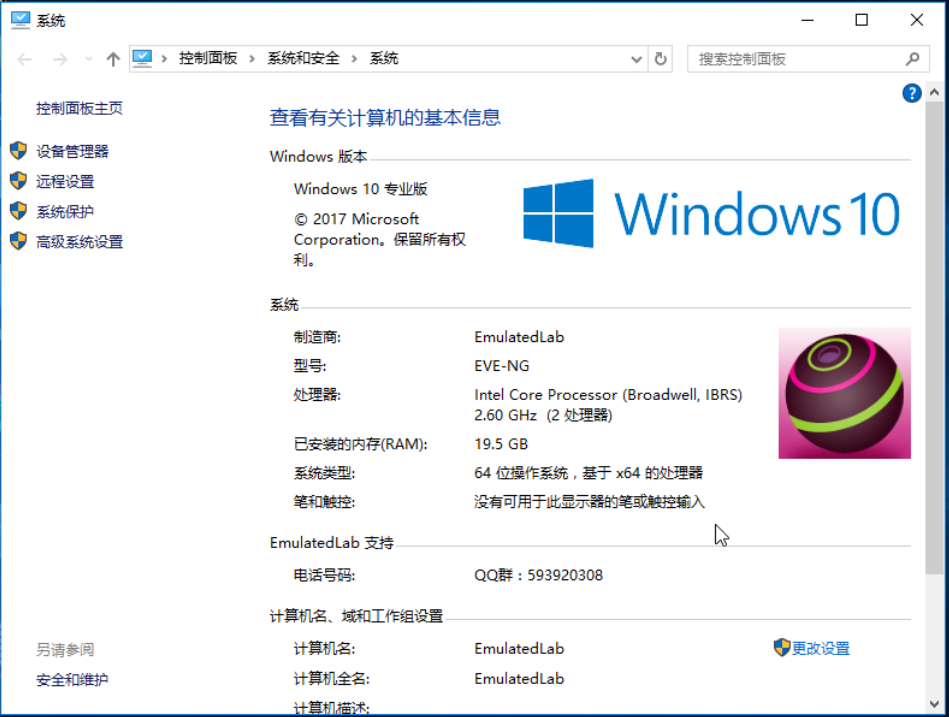 系统
控制面板 › 系统和安全 › 系统
搜索控制面板
?
控制面板主页
设备管理器
远程设置
系统保护
高级系统设置
另请参阅
安全和维护
查看有关计算机的基本信息
Windows 版本
Windows 10 专业版
© 2017 Microsoft
Corporation。保留所有权
利。
Windows 10
系统
制造商: EmulatedLab
型号: EVE-NG
处理器: Intel Core Processor (Broadwell, IBRS)
2.60 GHz (2 处理器)
已安装的内存(RAM): 19.5 GB
系统类型: 64 位操作系统，基于 x64 的处理器
笔和触控: 没有可用于此显示器的笔或触控输入
EmulatedLab 支持
电话号码: QQ群：593920308
计算机名、域和工作组设置
计算机名: EmulatedLab 更改设置
计算机全名: EmulatedLab
计算机描述: